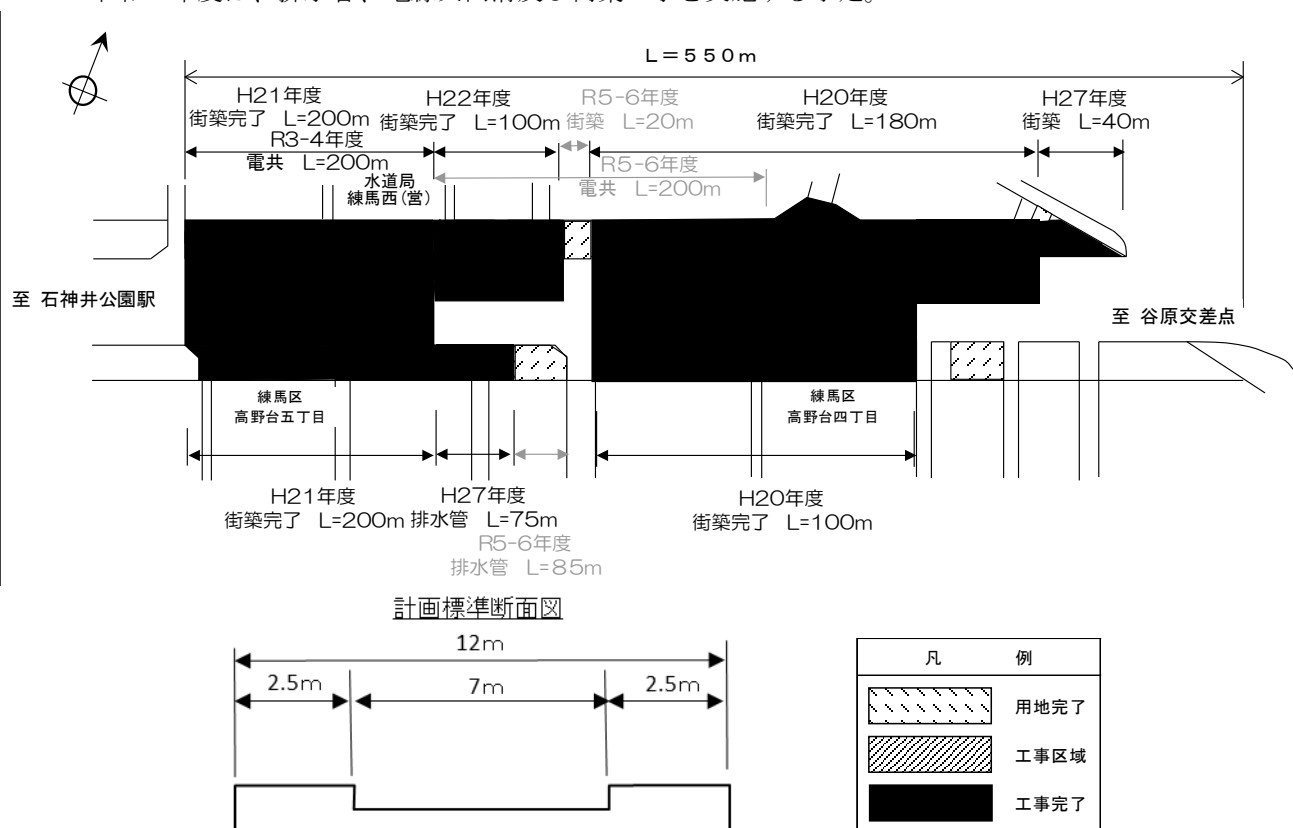 L＝５５０ｍ
H21年度
街築完了　L=200m
R3-4年度
電共　L=200m
H22年度
街築完了　L=100m
R5-6年度
街築　L=20m
H20年度
街築完了　L=180m
H27年度
街築　L=40m
R5-6年度
電共　L=200m
水道局
練馬西(営)
至 石神井公園駅
至 谷原交差点
練馬区
高野台五丁目
練馬区
高野台四丁目
H21年度
街築完了　L=200m
H27年度
排水管　L=75m
R5-6年度
排水管　L=85m
H20年度
街築完了　L=100m
計画標準断面図
12m
2.5m
7m
2.5m
凡　例
用地完了
工事区域
工事完了